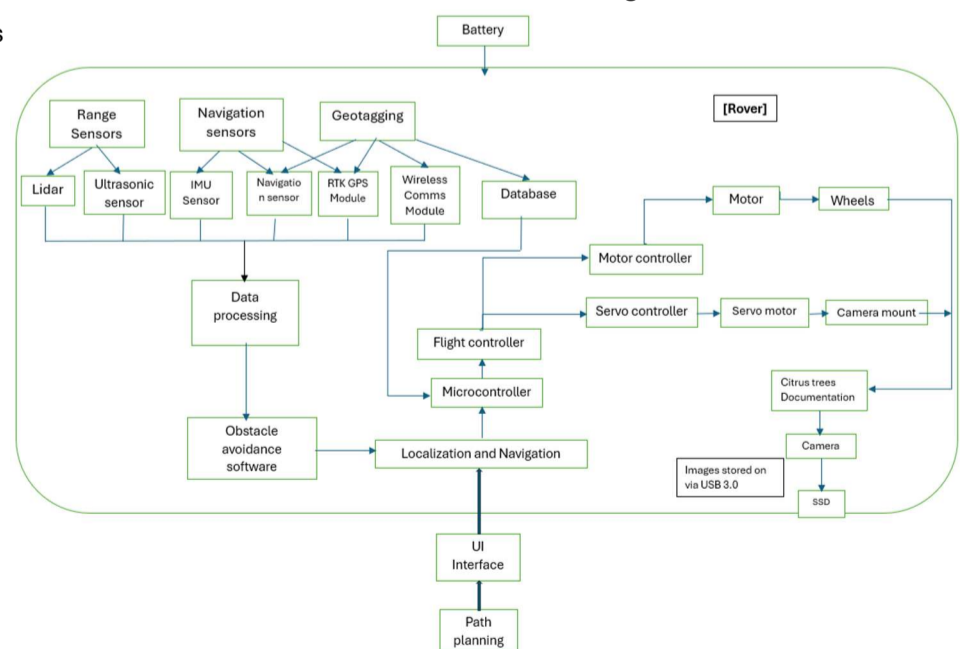 s
Battery
[Rover]
Range
Sensors
Navigation
sensors
Geotagging
Lidar
Ultrasonic
sensor
IMU
Sensor
Navigatio
n sensor
RTK GPS
Module
Wireless
Comms
Module
Database
Motor
Wheels
Motor controller
Data
processing
Servo controller
Servo motor
Camera mount
Flight controller
Microcontroller
Citrus trees
Documentation
Obstacle
avoidance
software
Localization and Navigation
Camera
Images stored on
via USB 3.0
SSD
UI
Interface
Path
planning